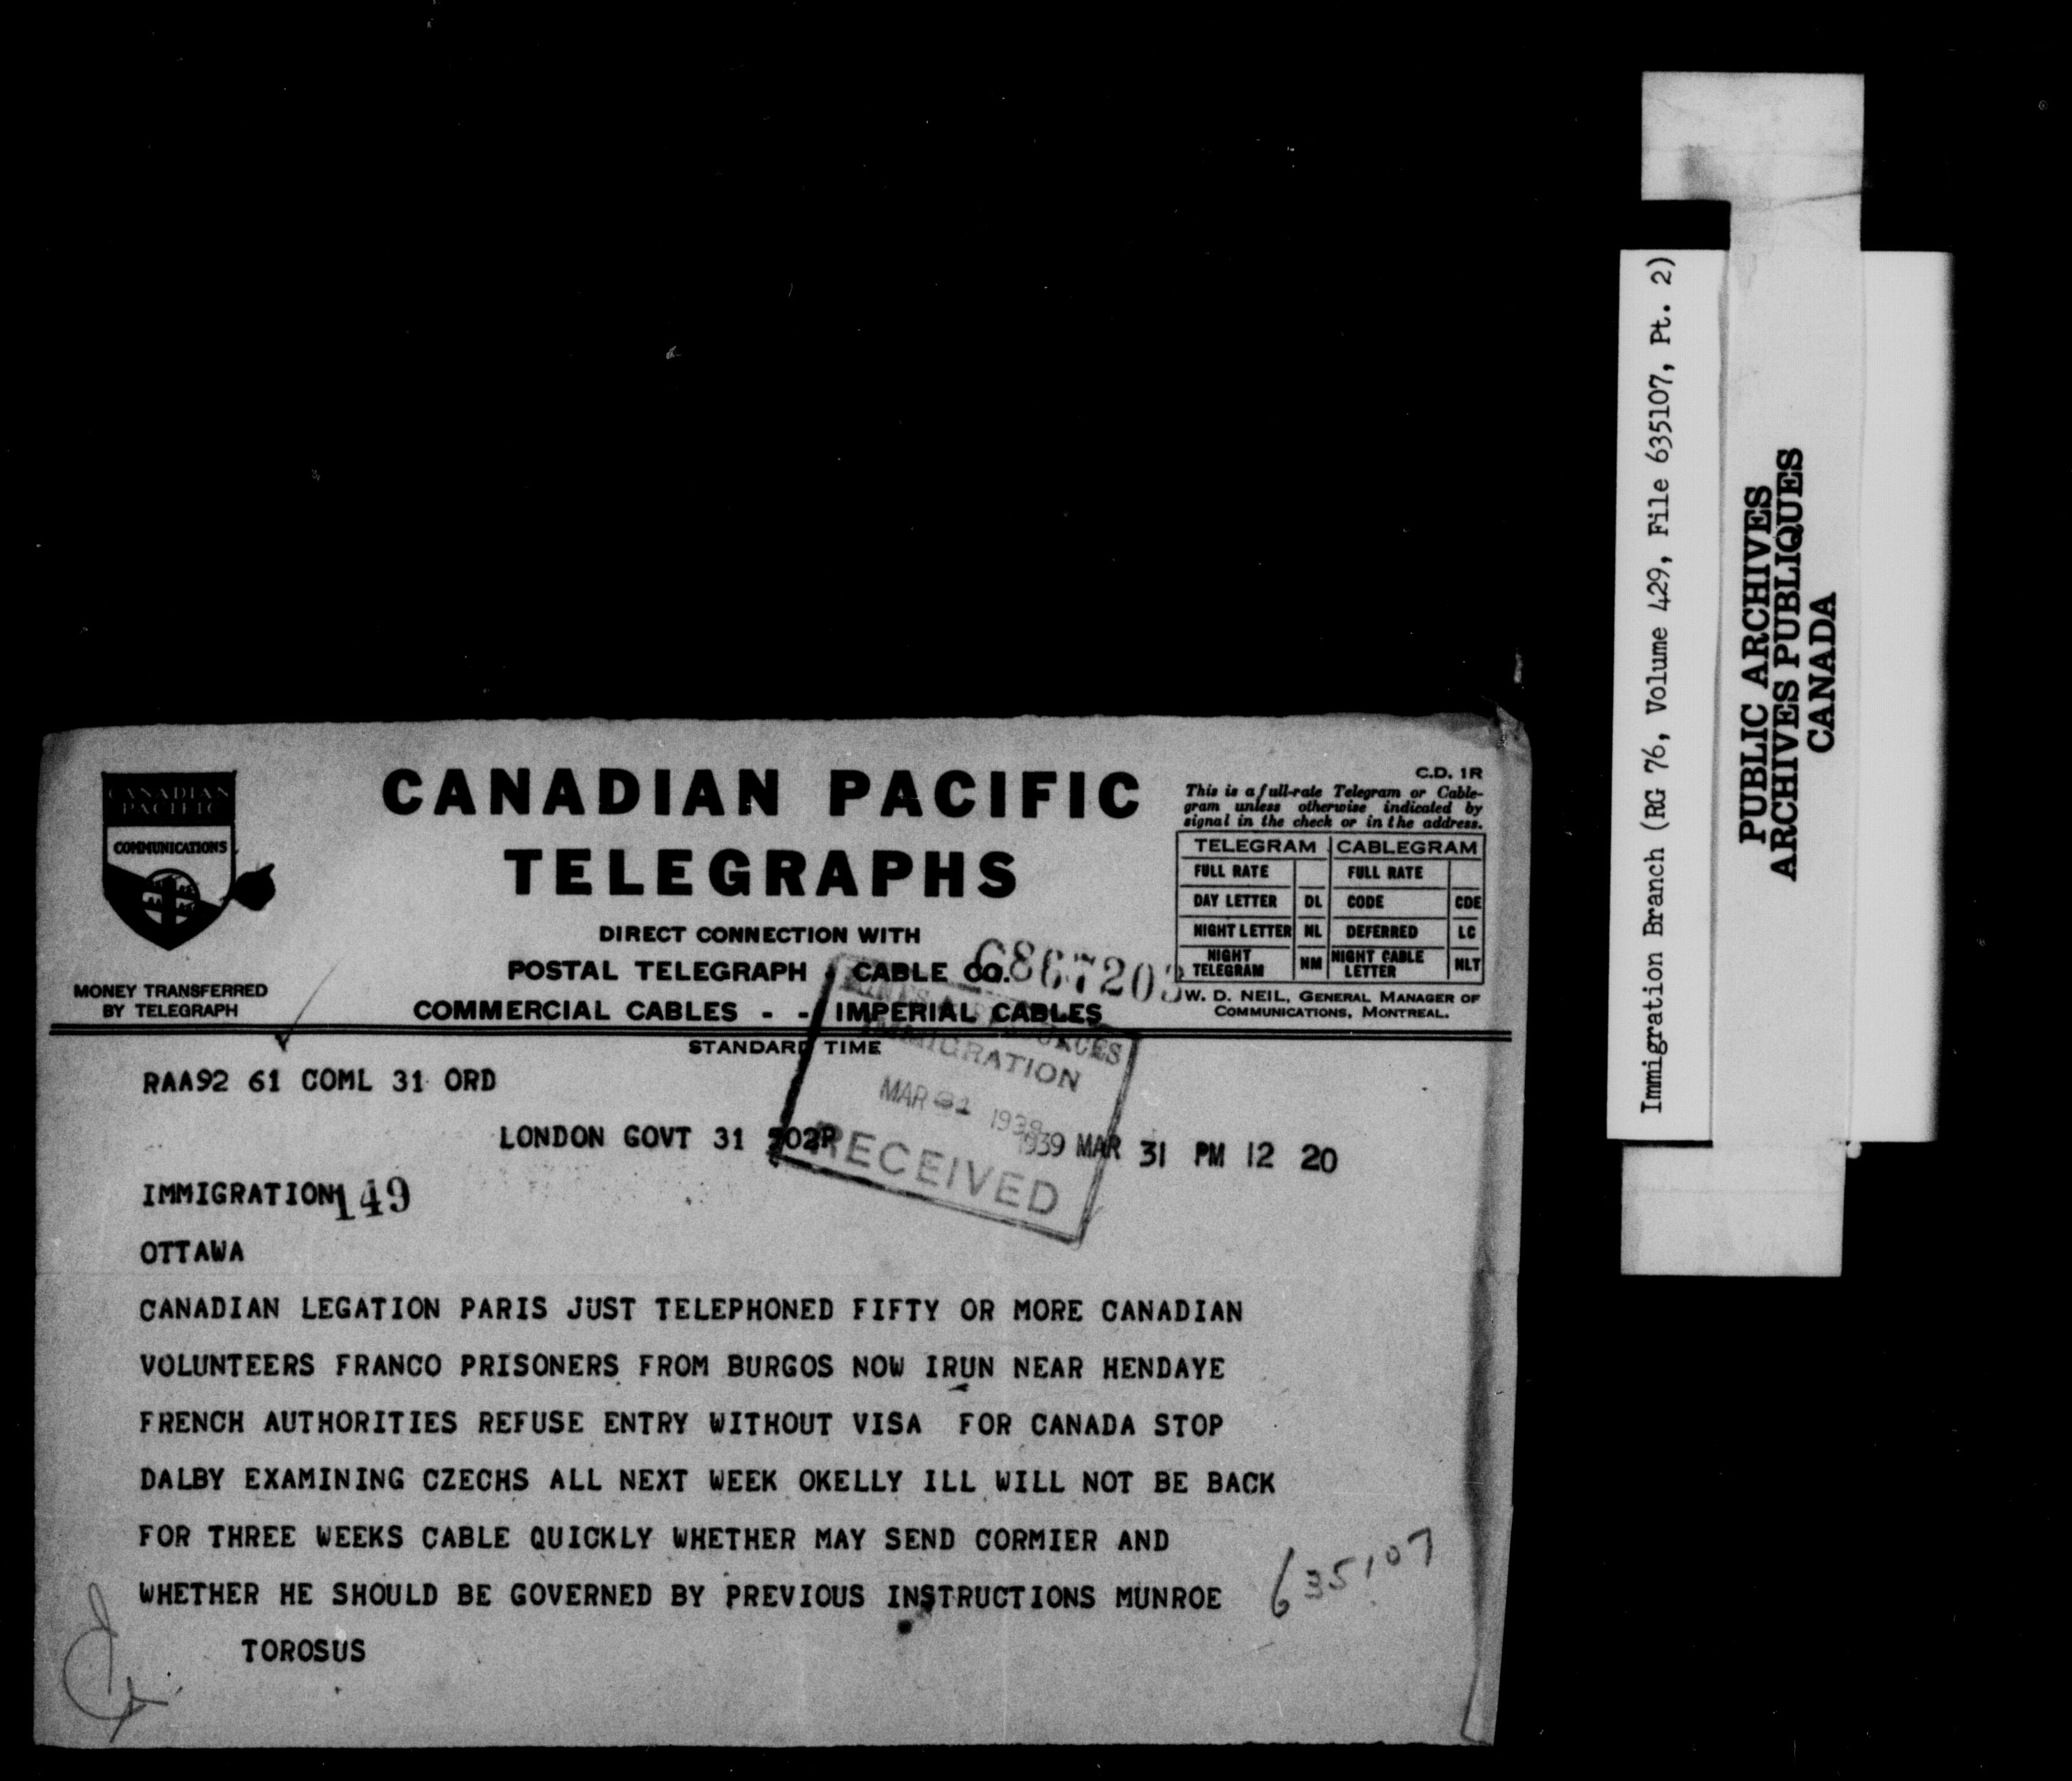 CANADIAN
PACIFIC
COMMUNICATIONS
MONEY TRANSFERRED
BY TELEGRAPH
CANADIAN PACIFIC
TELEGRAPHS
DIRECT CONNECTION WITH
POSTAL TELEGRAPH - CABLE CO.
COMMERCIAL CABLES - - IMPERIAL CABLES
STANDARD TIME
C.D. 1R
This is a full-rate Telegram or Cable-
gram unless otherwise indicated by
signal in the check or in the address.
TELEGRAM CABLEGRAM
FULL RATE FULL RATE
DAY LETTER DL CODE CDE
NIGHT LETTER NL DEFERRED LC
NIGHT TELEGRAM NM NIGHT CABLE LETTER NLT
W. D. NEIL, GENERAL MANAGER OF
COMMUNICATIONS, MONTREAL.
RESOURCES
IMMIGRATION
MAR 1939
RECEIVED
RAA92 61 COML 31 ORD
LONDON GOVT 31 1939 MAR 31 PM 12 20
IMMIGRATION 149
OTTAWA
CANADIAN LEGATION PARIS JUST TELEPHONED FIFTY OR MORE CANADIAN
VOLUNTEERS FRANCO PRISONERS FROM BURGOS NOW IRUN NEAR HENDAYE
FRENCH AUTHORITIES REFUSE ENTRY WITHOUT VISA FOR CANADA STOP
DALBY EXAMINING CZECHS ALL NEXT WEEK OKELLY ILL WILL NOT BE BACK
FOR THREE WEEKS CABLE QUICKLY WHETHER MAY SEND CORMIER AND
WHETHER HE SHOULD BE GOVERNED BY PREVIOUS INSTRUCTIONS MUNROE
TOROSUS
635107
Immigration Branch (RG 76, Volume 429, File 635107, Pt. 2)
PUBLIC ARCHIVES
ARCHIVES PUBLIQUES
CANADA